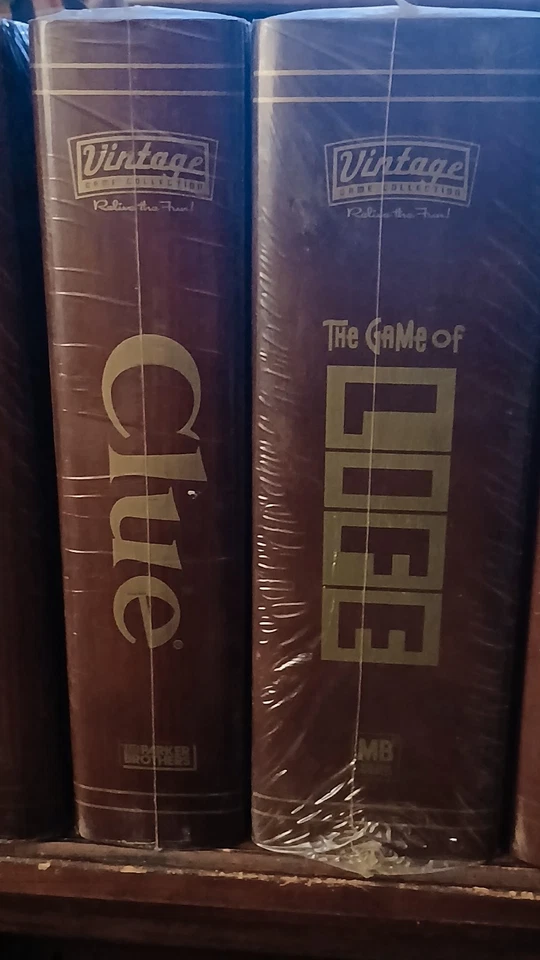 Vintage
GAME COLLECTION
Relive the Fun!
Clue®
PARKER
BROTHERS
Vintage
GAME COLLECTION
Relive the Fun!
THE GAME OF
LIFE
MB